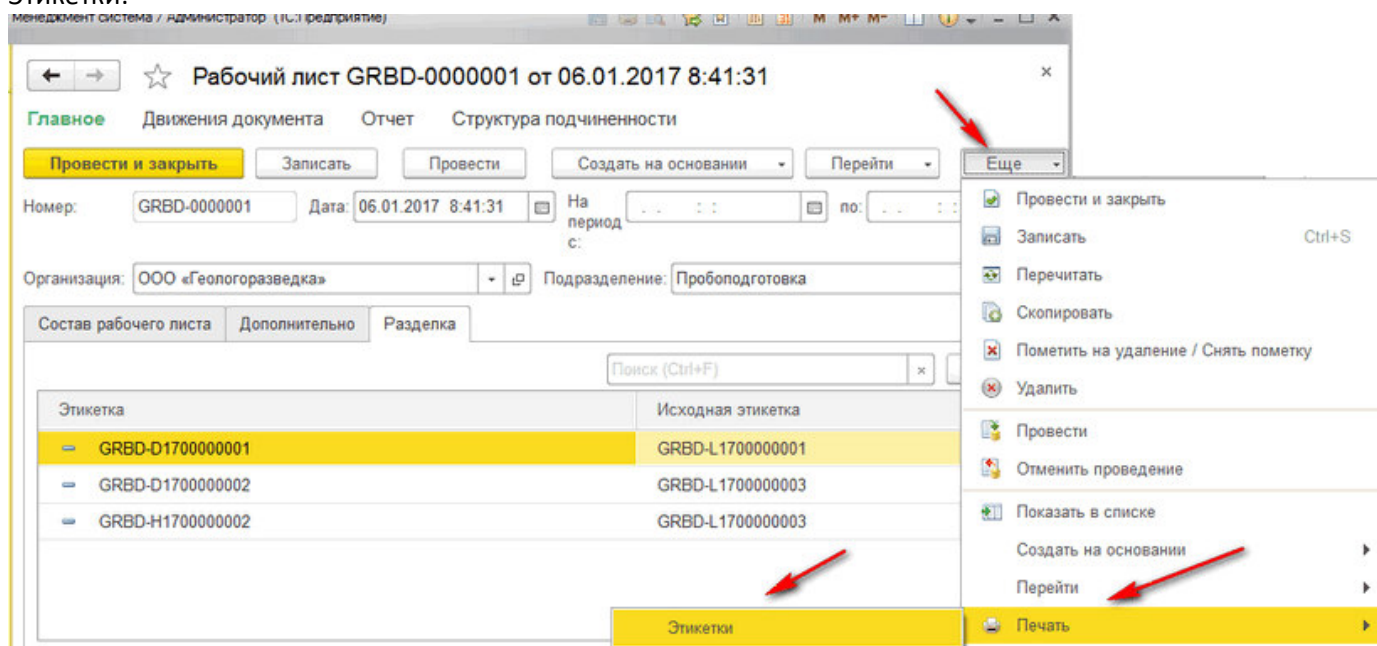 Этикетки.
менеджмент система / Администратор (1С:Предприятие)
M M+ M-
Рабочий лист GRBD-0000001 от 06.01.2017 8:41:31
Главное Движения документа Отчет Структура подчиненности
Провести и закрыть Записать Провести Создать на основании Перейти Еще
Номер: GRBD-0000001 Дата: 06.01.2017 8:41:31 На период с: . . : : по: . . : :
Организация: ООО «Геологоразведка» Подразделение: Пробоподготовка
Состав рабочего листа Дополнительно Разделка
Поиск (Ctrl+F)
Этикетка Исходная этикетка
GRBD-D1700000001 GRBD-L1700000001
GRBD-D1700000002 GRBD-L1700000003
GRBD-H1700000002 GRBD-L1700000003
Провести и закрыть
Записать Ctrl+S
Перечитать
Скопировать
Пометить на удаление / Снять пометку
Удалить
Провести
Отменить проведение
Показать в списке
Создать на основании
Перейти
Печать
Этикетки